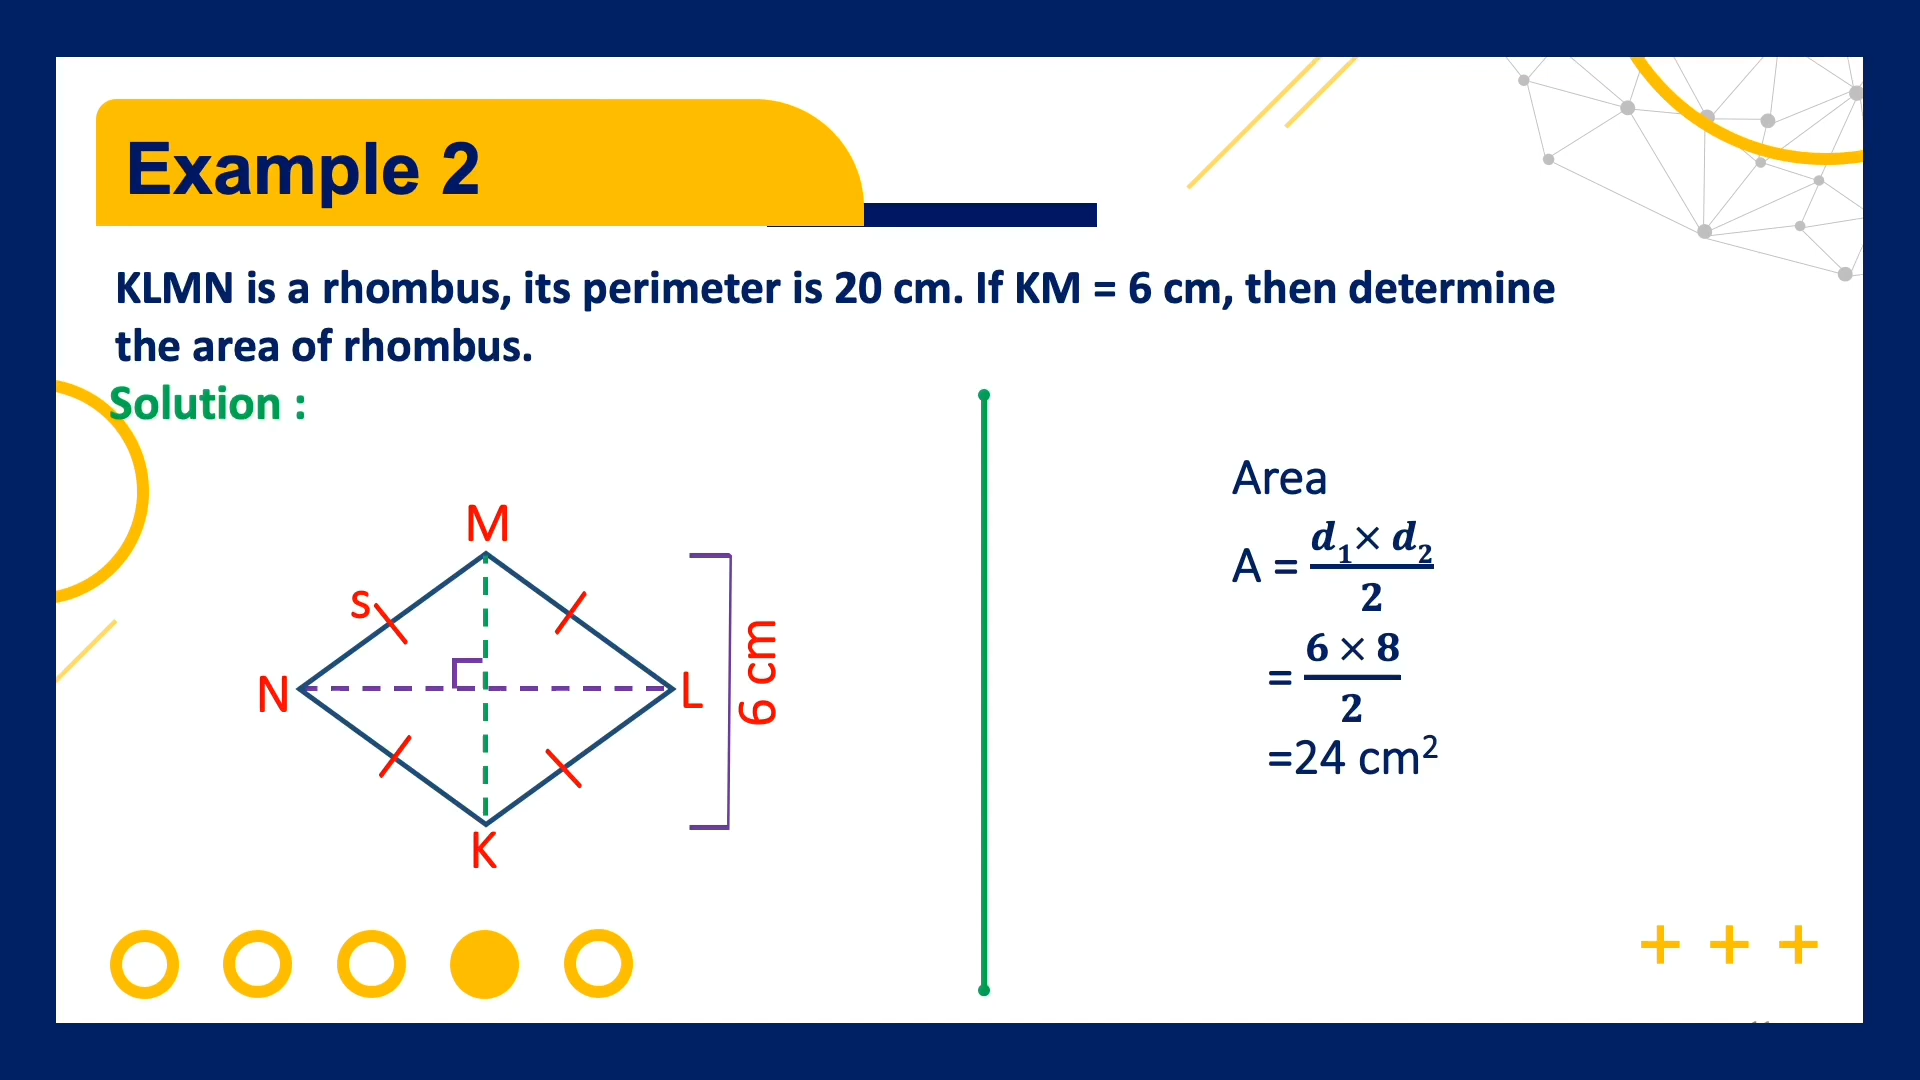 Example 2
KLMN is a rhombus, its perimeter is 20 cm. If KM = 6 cm, then determine
the area of rhombus.
Solution :
M
s
N
L
K
6 cm
Area
A = d₁× d₂
2
= 6 × 8
2
=24 cm²